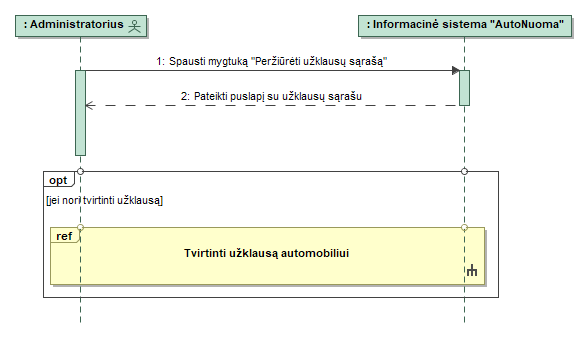 : Administratorius
: Informacinė sistema "AutoNuoma"
1: Spausti mygtuką "Peržiūrėti užklausų sąrašą"
2: Pateikti puslapį su užklausų sąrašu
opt
[jei nori tvirtinti užklausą]
ref
Tvirtinti užklausą automobiliui